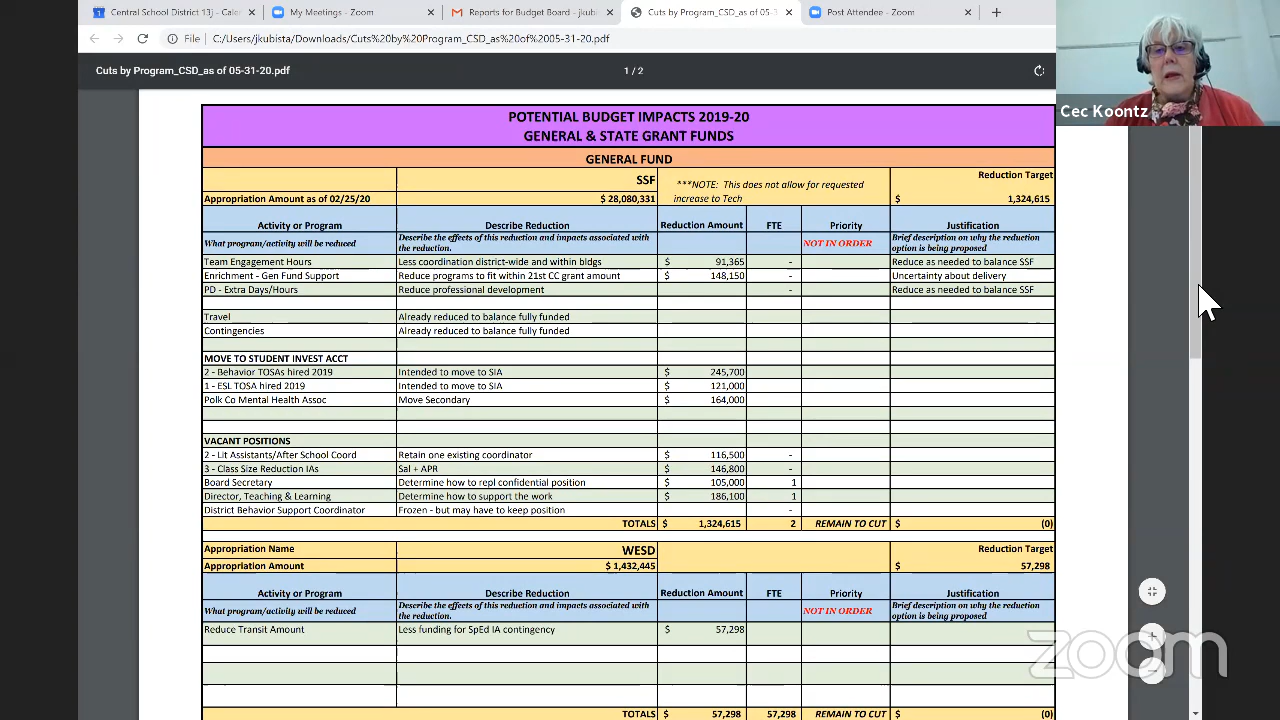 Central School District 13j - Cale
My Meetings - Zoom
Reports for Budget Board - jkubi
Cuts by Program_CSD_as of 05-3
Post Attendee - Zoom
File C:/Users/jkubista/Downloads/Cuts%20by%20Program_CSD_as%20of%2005-31-20.pdf
Cuts by Program_CSD_as of 05-31-20.pdf 1 / 2
Cec Koontz
POTENTIAL BUDGET IMPACTS 2019-20
GENERAL & STATE GRANT FUNDS
GENERAL FUND
SSF ***NOTE: This does not allow for requested increase to Tech Reduction Target
Appropriation Amount as of 02/25/20 $ 28,080,331 $ 1,324,615
Activity or Program Describe Reduction Reduction Amount FTE Priority Justification
What program/activity will be reduced Describe the effects of this reduction and impacts associated with the reduction. NOT IN ORDER Brief description on why the reduction option is being proposed
Team Engagement Hours Less coordination district-wide and within bldgs $ 91,365 - Reduce as needed to balance SSF
Enrichment - Gen Fund Support Reduce programs to fit within 21st CC grant amount $ 148,150 - Uncertainty about delivery
PD - Extra Days/Hours Reduce professional development - Reduce as needed to balance SSF
Travel Already reduced to balance fully funded
Contingencies Already reduced to balance fully funded
MOVE TO STUDENT INVEST ACCT
2 - Behavior TOSAs hired 2019 Intended to move to SIA $ 245,700
1 - ESL TOSA hired 2019 Intended to move to SIA $ 121,000
Polk Co Mental Health Assoc Move Secondary $ 164,000
VACANT POSITIONS
2 - Lit Assistants/After School Coord Retain one existing coordinator $ 116,500 -
3 - Class Size Reduction IAs Sal + APR $ 146,800 -
Board Secretary Determine how to repl confidential position $ 105,000 1
Director, Teaching & Learning Determine how to support the work $ 186,100 1
District Behavior Support Coordinator Frozen - but may have to keep position -
TOTALS $ 1,324,615 2 REMAIN TO CUT $ (0)
Appropriation Name WESD Reduction Target
Appropriation Amount $ 1,432,445 $ 57,298
Activity or Program Describe Reduction Reduction Amount FTE Priority Justification
What program/activity will be reduced Describe the effects of this reduction and impacts associated with the reduction. NOT IN ORDER Brief description on why the reduction option is being proposed
Reduce Transit Amount Less funding for SpEd IA contingency $ 57,298
TOTALS $ 57,298 57,298 REMAIN TO CUT $ (0)
zoom